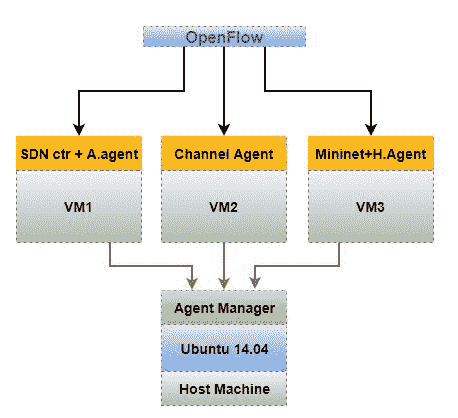 OpenFlow
SDN ctr + A.agent
Channel Agent
Mininet+H.Agent
VM1
VM2
VM3
Agent Manager
Ubuntu 14.04
Host Machine